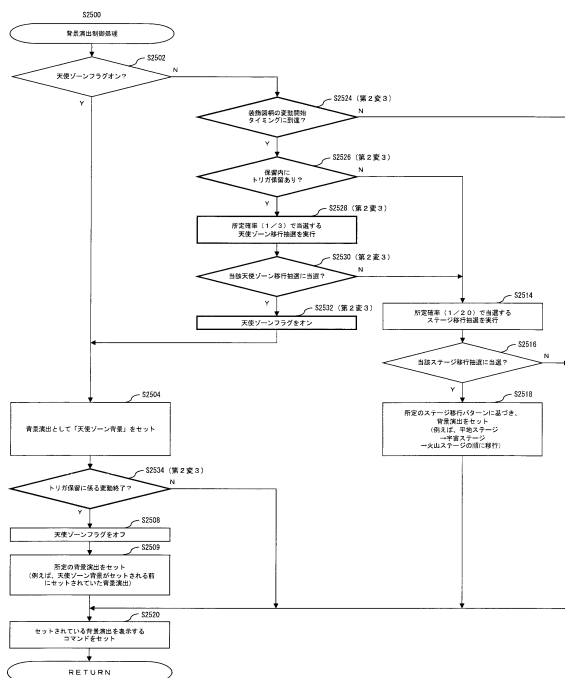 S2500
背景演出制御処理
S2502
天使ゾーンフラグオン?
N
Y
S2524 (第2変3)
装飾図柄の変動開始
タイミングに到達?
N
Y
S2526 (第2変3)
保留内に
トリガ保留あり?
N
Y
S2528 (第2変3)
所定確率(1/3)で当選する
天使ゾーン移行抽選を実行
S2530 (第2変3)
当該天使ゾーン移行抽選に当選?
N
Y
S2532 (第2変3)
天使ゾーンフラグをオン
S2514
所定確率(1/20)で当選する
ステージ移行抽選を実行
S2516
当該ステージ移行抽選に当選?
N
Y
S2518
所定のステージ移行パターンに基づき、
背景演出をセット
(例えば、平地ステージ
→宇宙ステージ
→火山ステージの順に移行)
S2504
背景演出として「天使ゾーン背景」をセット
S2534 (第2変3)
トリガ保留に係る変動終了?
N
Y
S2508
天使ゾーンフラグをオフ
S2509
所定の背景演出をセット
(例えば、天使ゾーン背景がセットされる前
にセットされていた背景演出)
S2520
セットされている背景演出を表示する
コマンドをセット
RETURN